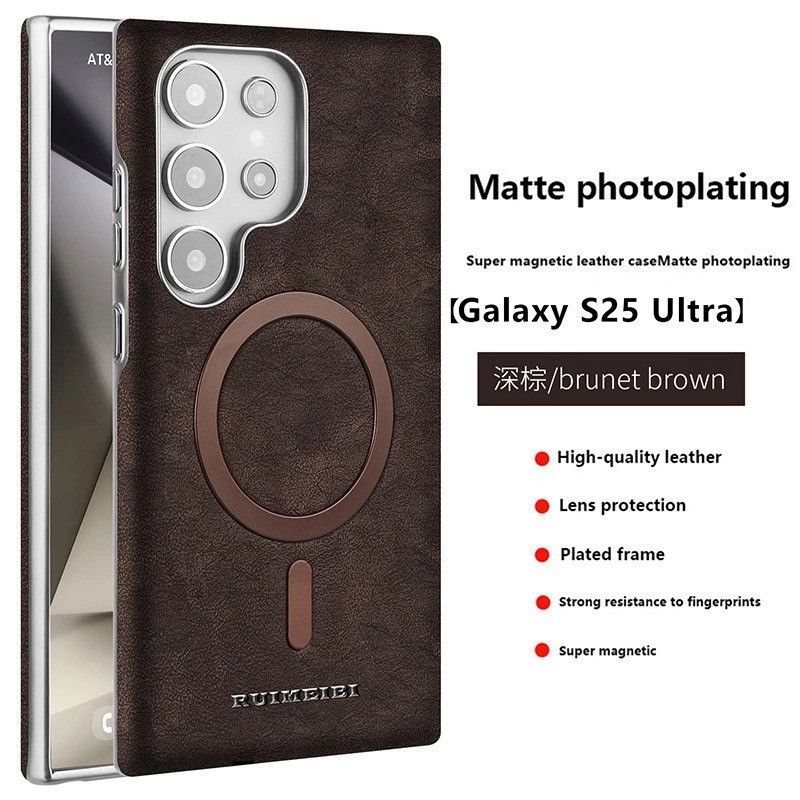 AT&
Matte photoplating
Super magnetic leather caseMatte photoplating
【Galaxy S25 Ultra】
深棕/brunet brown
High-quality leather
Lens protection
Plated frame
Strong resistance to fingerprints
Super magnetic
RUIMEIBI